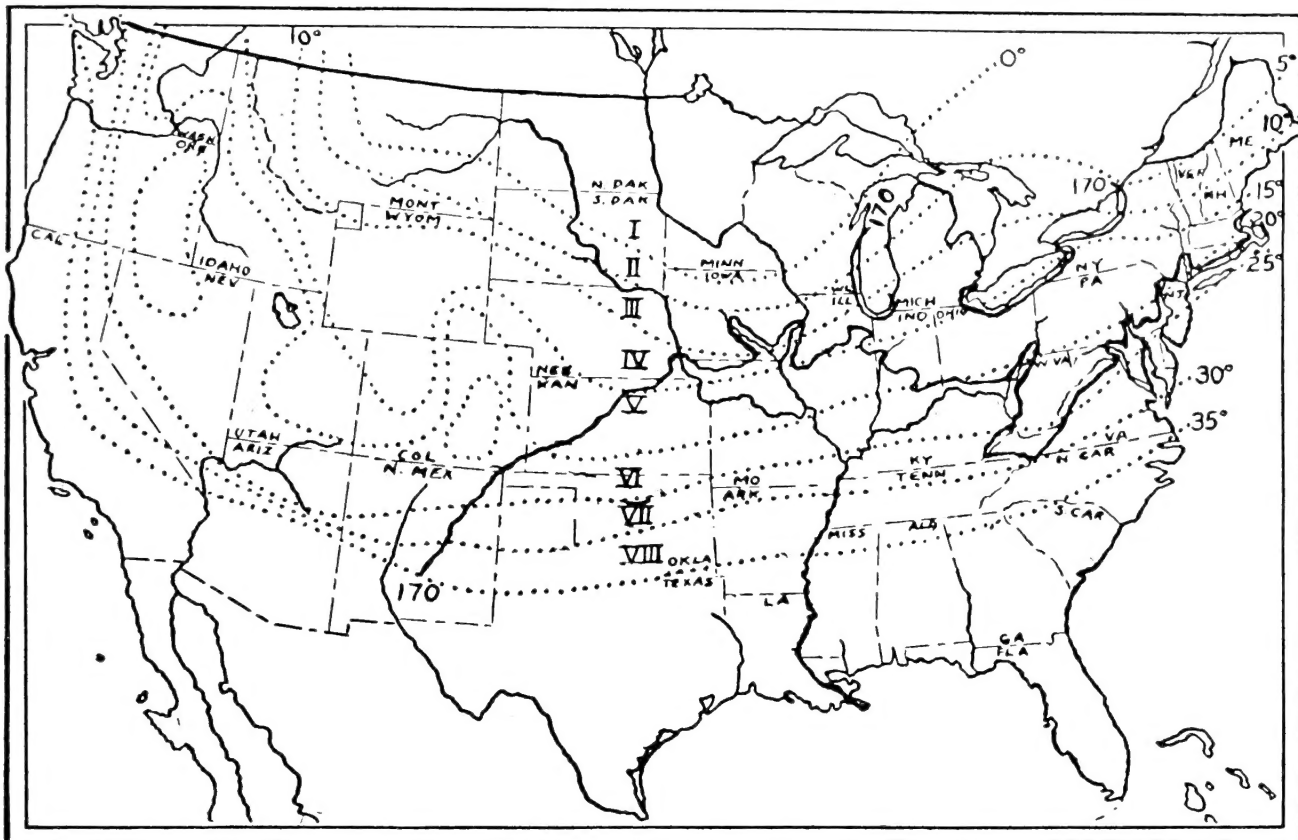 10°
0°
5°
10°
15°
20°
25°
30°
35°
WASH
ORE
CAL
IDAHO
NEV
MONT
WYOM
N. DAK
S. DAK
MINN
IOWA
ILL
MICH
IND OHIO
170
170
NY
PA
NJ
VER
NH
ME
I
II
III
IV
V
VI
VII
VIII
NEB
KAN
UTAH
ARIZ
COL
N. MEX
MO
ARK
KY
TENN
W VA
VA
N CAR
S CAR
MISS
ALA
OKLA
TEXAS
LA
GA
FLA
170